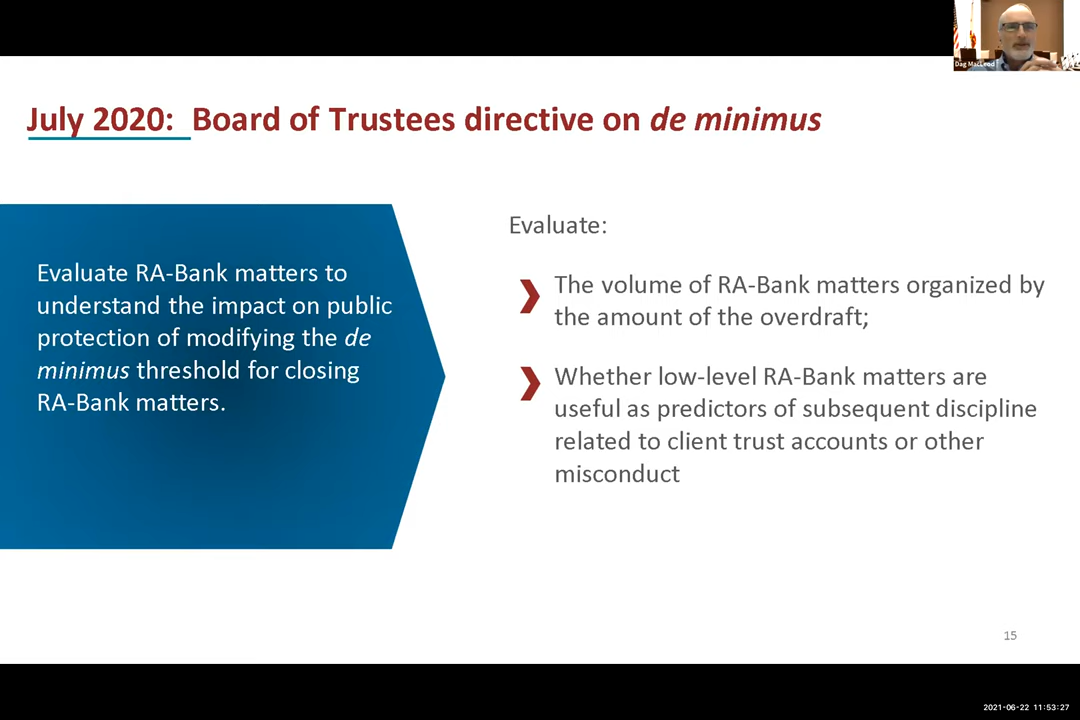 Dag MacLeod
July 2020: Board of Trustees directive on de minimus
Evaluate RA-Bank matters to
understand the impact on public
protection of modifying the de
minimus threshold for closing
RA-Bank matters.
Evaluate:
The volume of RA-Bank matters organized by
the amount of the overdraft;
Whether low-level RA-Bank matters are
useful as predictors of subsequent discipline
related to client trust accounts or other
misconduct
15
2021-06-22 11:53:27